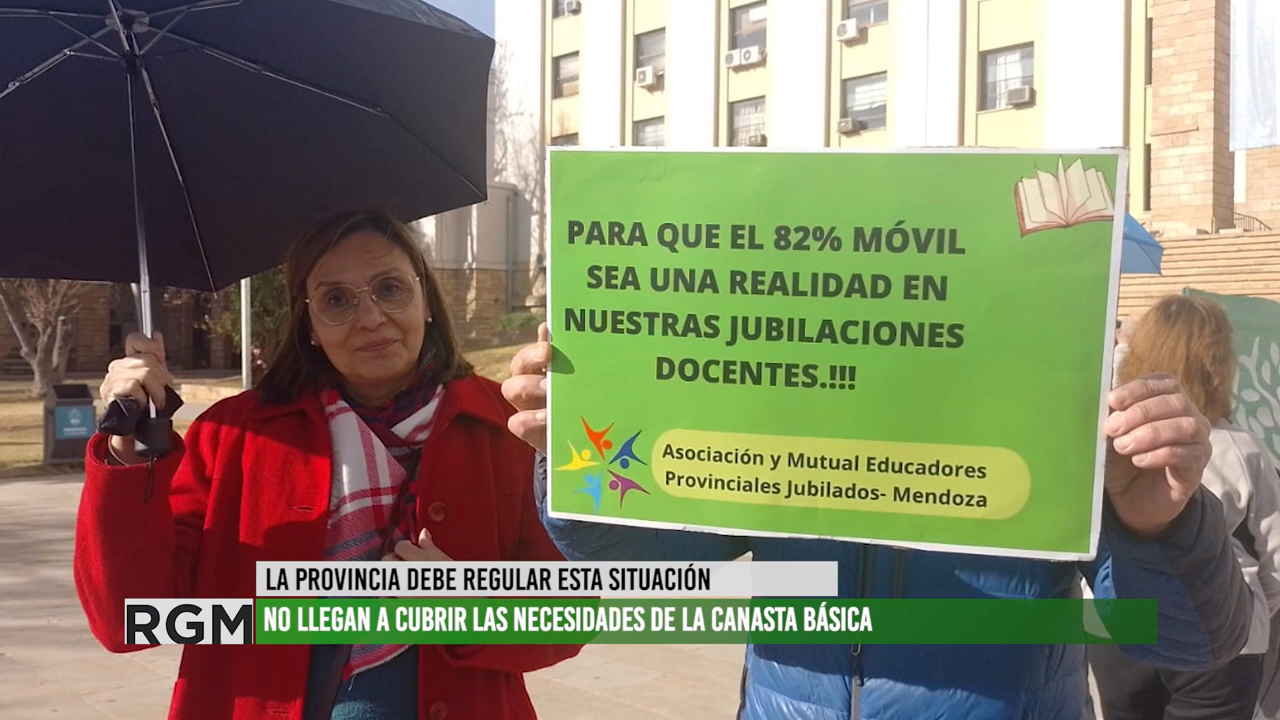 PARA QUE EL 82% MÓVIL
SEA UNA REALIDAD EN
NUESTRAS JUBILACIONES
DOCENTES.!!!
Asociación y Mutual Educadores
Provinciales Jubilados- Mendoza
LA PROVINCIA DEBE REGULAR ESTA SITUACIÓN
RGM
NO LLEGAN A CUBRIR LAS NECESIDADES DE LA CANASTA BÁSICA